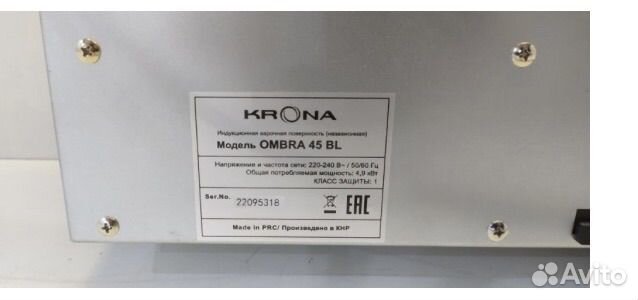 KRONA
Индукционная варочная поверхность (независимая)
Модель OMBRA 45 BL
Напряжение и частота сети: 220-240 В~ / 50/60 Гц
Общая потребляемая мощность: 4,9 кВт
КЛАСС ЗАЩИТЫ: 1
Ser.No. 22095318
EAC
Made in PRC/ Произведено в КНР
Avito